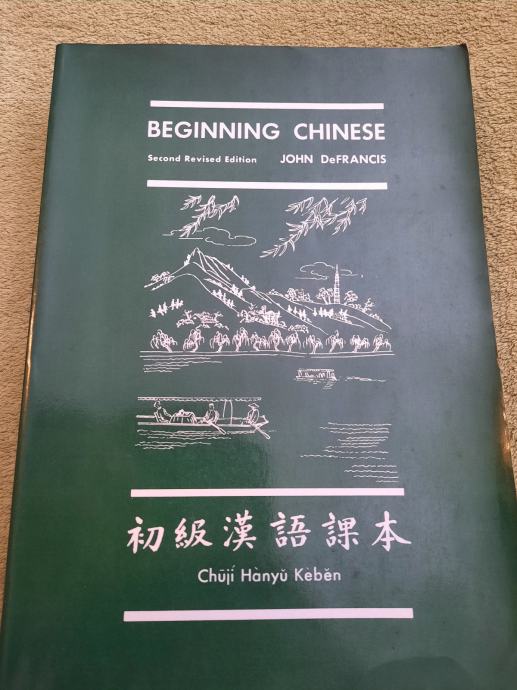 BEGINNING CHINESE
Second Revised Edition JOHN DeFRANCIS
初級漢語課本
Chūjí Hànyǔ Kèběn